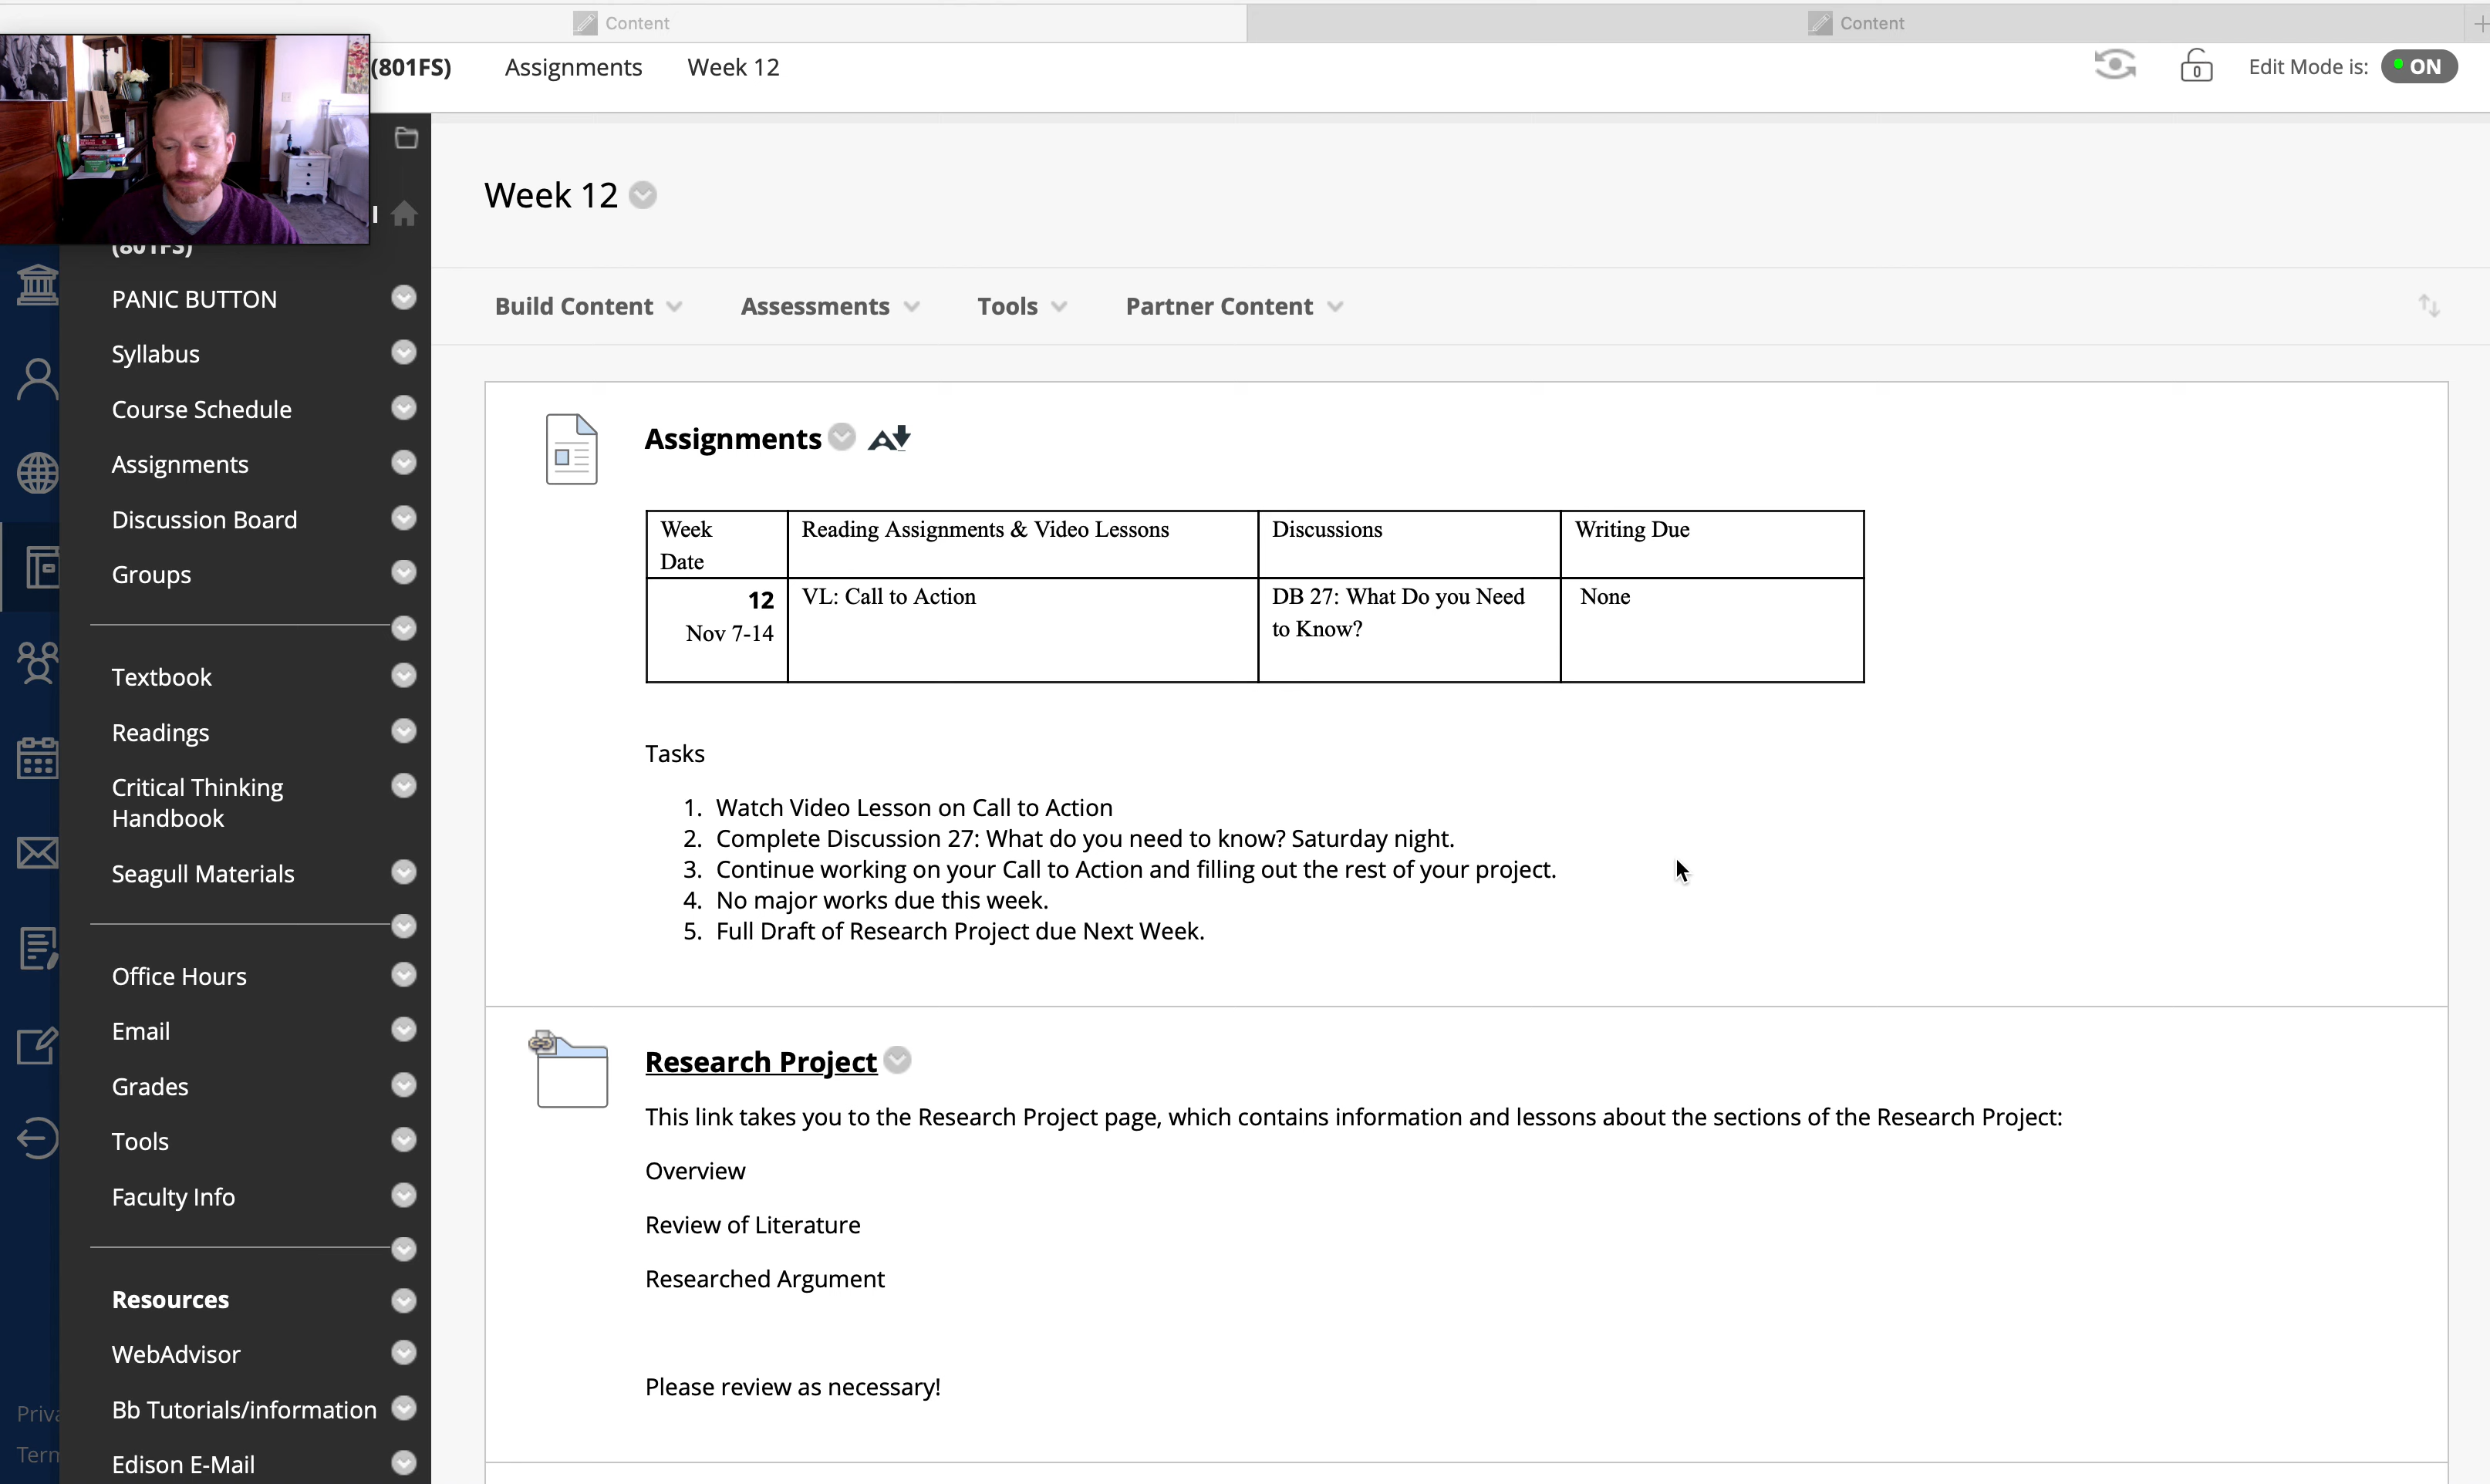 Content
Content
(801FS) Assignments Week 12
0
Edit Mode is: ON
(801FS)
PANIC BUTTON
Syllabus
Course Schedule
Assignments
Discussion Board
Groups
Textbook
Readings
Critical Thinking
Handbook
Seagull Materials
Office Hours
Email
Grades
Tools
Faculty Info
Resources
WebAdvisor
Bb Tutorials/information
Edison E-Mail
Week 12
Build Content
Assessments
Tools
Partner Content
Assignments
Week
Date
Reading Assignments & Video Lessons
Discussions
Writing Due
12
Nov 7-14
VL: Call to Action
DB 27: What Do you Need
to Know?
None
Tasks
1. Watch Video Lesson on Call to Action
2. Complete Discussion 27: What do you need to know? Saturday night.
3. Continue working on your Call to Action and filling out the rest of your project.
4. No major works due this week.
5. Full Draft of Research Project due Next Week.
Research Project
This link takes you to the Research Project page, which contains information and lessons about the sections of the Research Project:
Overview
Review of Literature
Researched Argument
Please review as necessary!